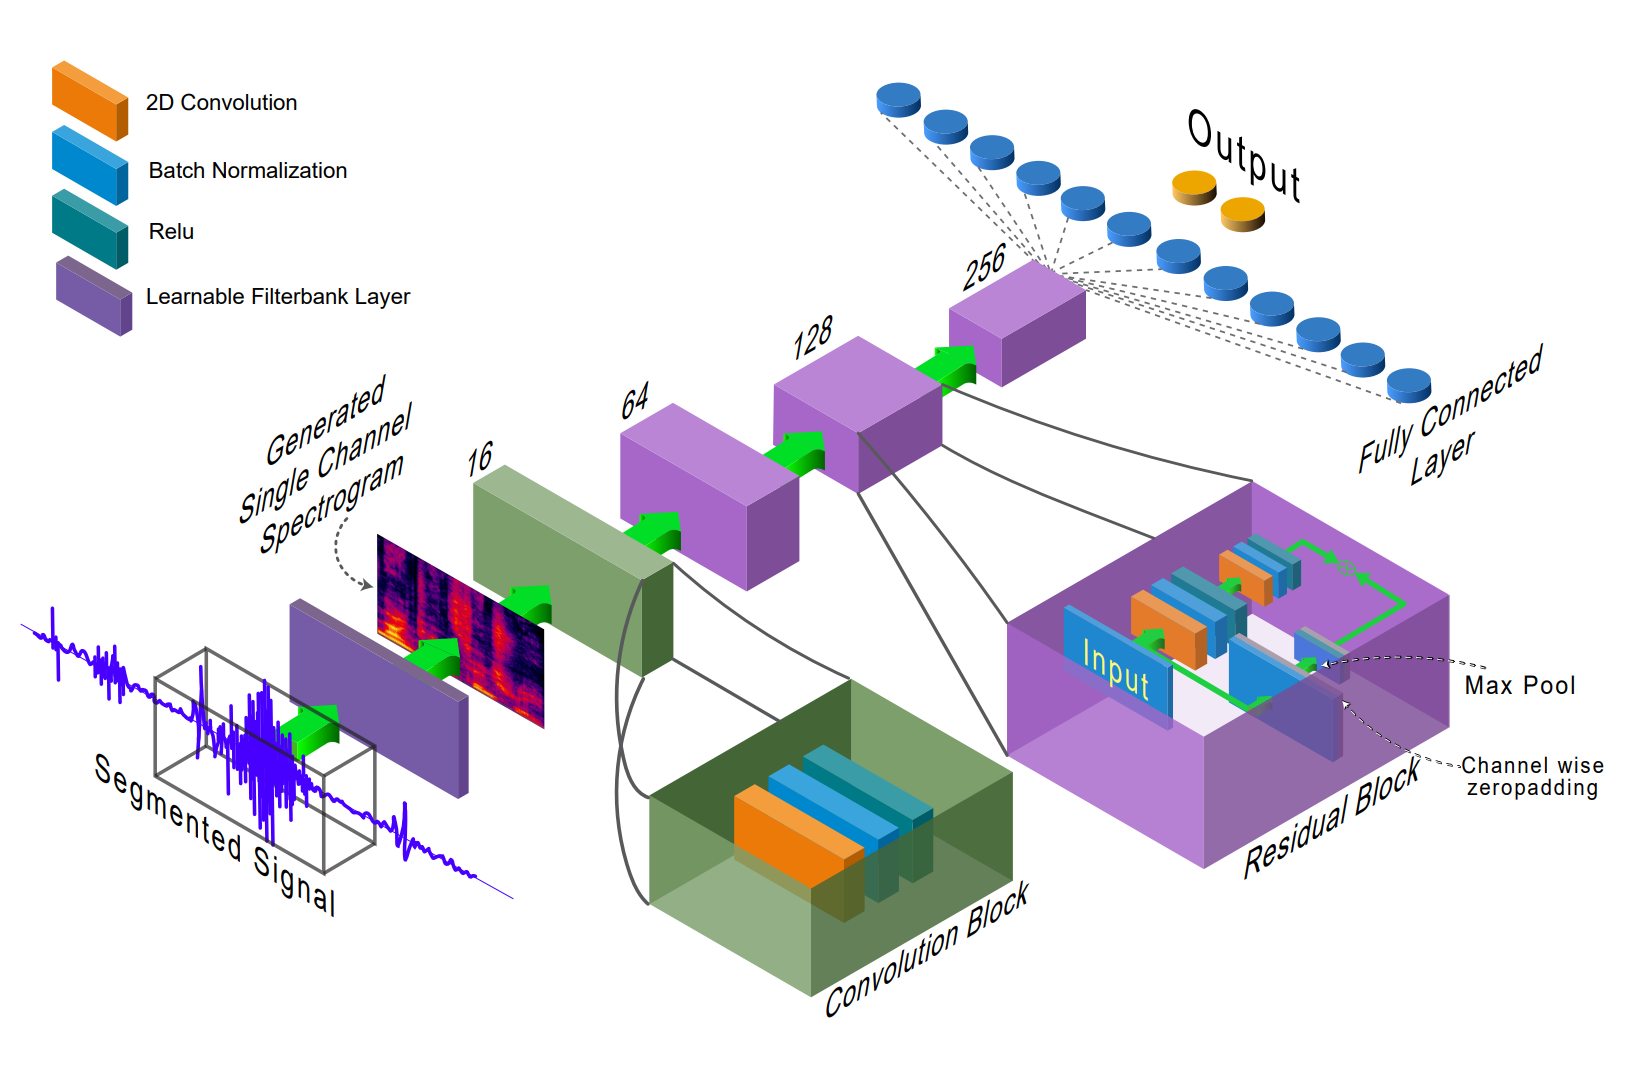 2D Convolution
Batch Normalization
Relu
Learnable Filterbank Layer
Output
256
128
64
16
Generated
Single Channel
Spectrogram
Fully Connected
Layer
Input
Max Pool
Channel wise
zeropadding
Residual Block
Segmented Signal
Convolution Block